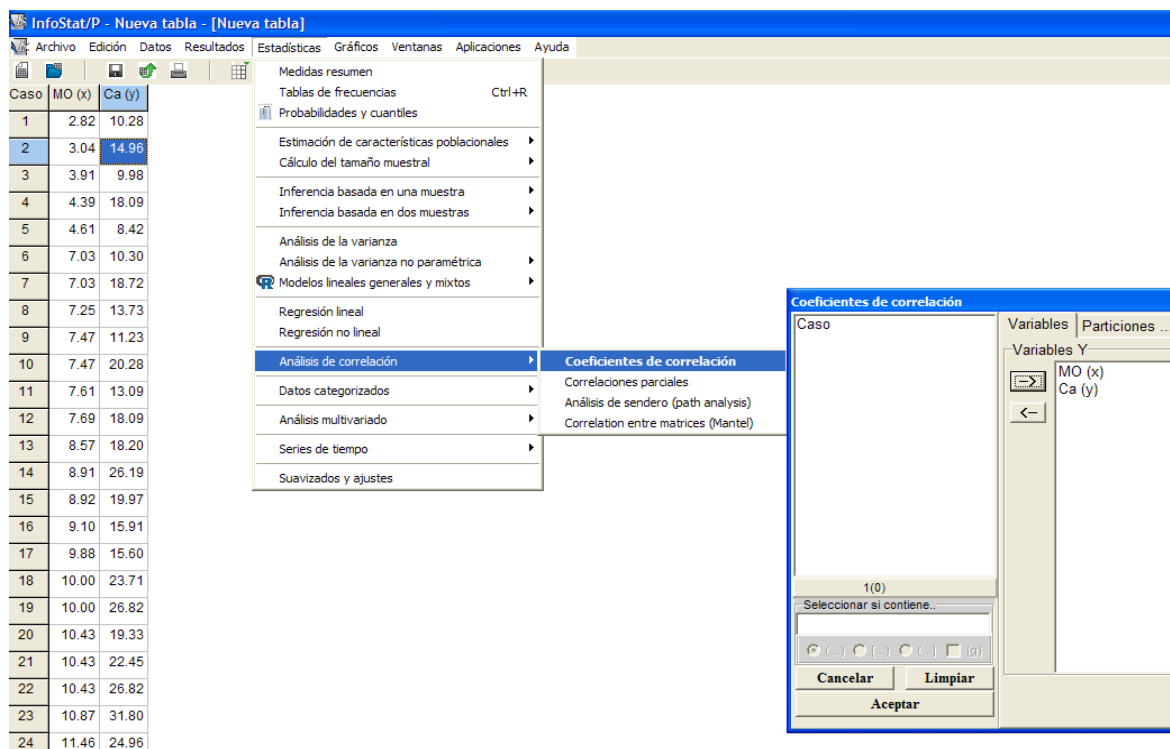 InfoStat/P - Nueva tabla - [Nueva tabla]
Archivo Edición Datos Resultados Estadísticas Gráficos Ventanas Aplicaciones Ayuda
Caso MO (x) Ca (y)
1 2.82 10.28
2 3.04 14.96
3 3.91 9.98
4 4.39 18.09
5 4.61 8.42
6 7.03 10.30
7 7.03 18.72
8 7.25 13.73
9 7.47 11.23
10 7.47 20.28
11 7.61 13.09
12 7.69 18.09
13 8.57 18.20
14 8.91 26.19
15 8.92 19.97
16 9.10 15.91
17 9.88 15.60
18 10.00 23.71
19 10.00 26.82
20 10.43 19.33
21 10.43 22.45
22 10.43 26.82
23 10.87 31.80
24 11.46 24.96
Medidas resumen
Tablas de frecuencias Ctrl+R
Probabilidades y cuantiles
Estimación de características poblacionales
Cálculo del tamaño muestral
Inferencia basada en una muestra
Inferencia basada en dos muestras
Análisis de la varianza
Análisis de la varianza no paramétrica
Modelos lineales generales y mixtos
Regresión lineal
Regresión no lineal
Análisis de correlación
Datos categorizados
Análisis multivariado
Series de tiempo
Suavizados y ajustes
Coeficientes de correlación
Correlaciones parciales
Análisis de sendero (path analysis)
Correlation entre matrices (Mantel)
Coeficientes de correlación
Caso
1(0)
Seleccionar si contiene..
(...) [...) (...] {g}
Cancelar Limpiar
Aceptar
Variables Particiones ...
Variables Y
-->
<--
MO (x)
Ca (y)